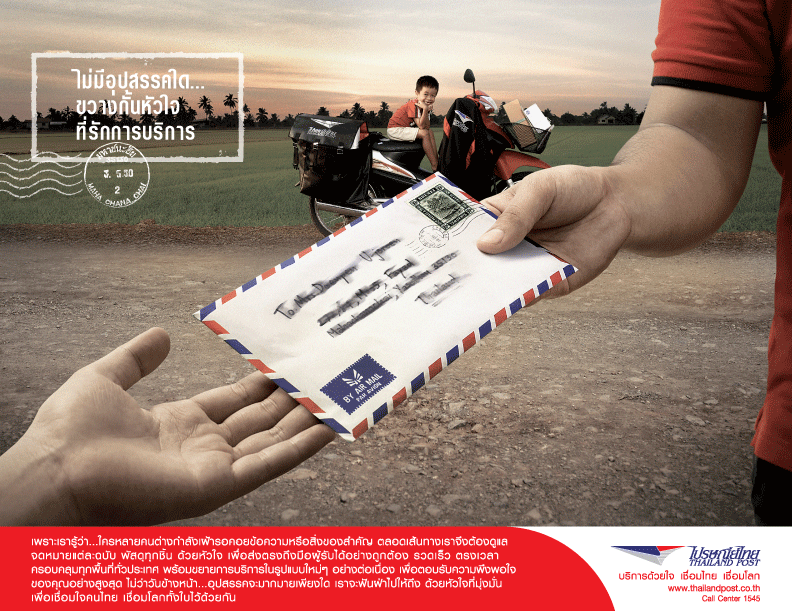 ไม่มีอุปสรรคใด...
ขวางกั้นหัวใจ
ที่รักการบริการ
MAHA CHANA CHAI
2
BY AIR MAIL
PAR AVION
เพราะเรารู้ว่า...ใครหลายคนต่างกำลังเฝ้ารอคอยข้อความหรือสิ่งของสำคัญ ตลอดเส้นทางเราจึงต้องดูแล
จดหมายแต่ละฉบับ พัสดุทุกชิ้น ด้วยหัวใจ เพื่อส่งตรงถึงมือผู้รับได้อย่างถูกต้อง รวดเร็ว ตรงเวลา
ครอบคลุมทุกพื้นที่ทั่วประเทศ พร้อมขยายการบริการในรูปแบบใหม่ๆ อย่างต่อเนื่อง เพื่อตอบรับความพึงพอใจ
ของคุณอย่างสูงสุด ไม่ว่าวันข้างหน้า...อุปสรรคจะมากมายเพียงใด เราจะฟันฝ่าไปให้ถึง ด้วยหัวใจที่มุ่งมั่น
เพื่อเชื่อมใจคนไทย เชื่อมโลกทั้งใบไว้ด้วยกัน
ไปรษณีย์ไทย
THAILAND POST
บริการด้วยใจ เชื่อมไทย เชื่อมโลก
www.thailandpost.co.th
Call Center 1545